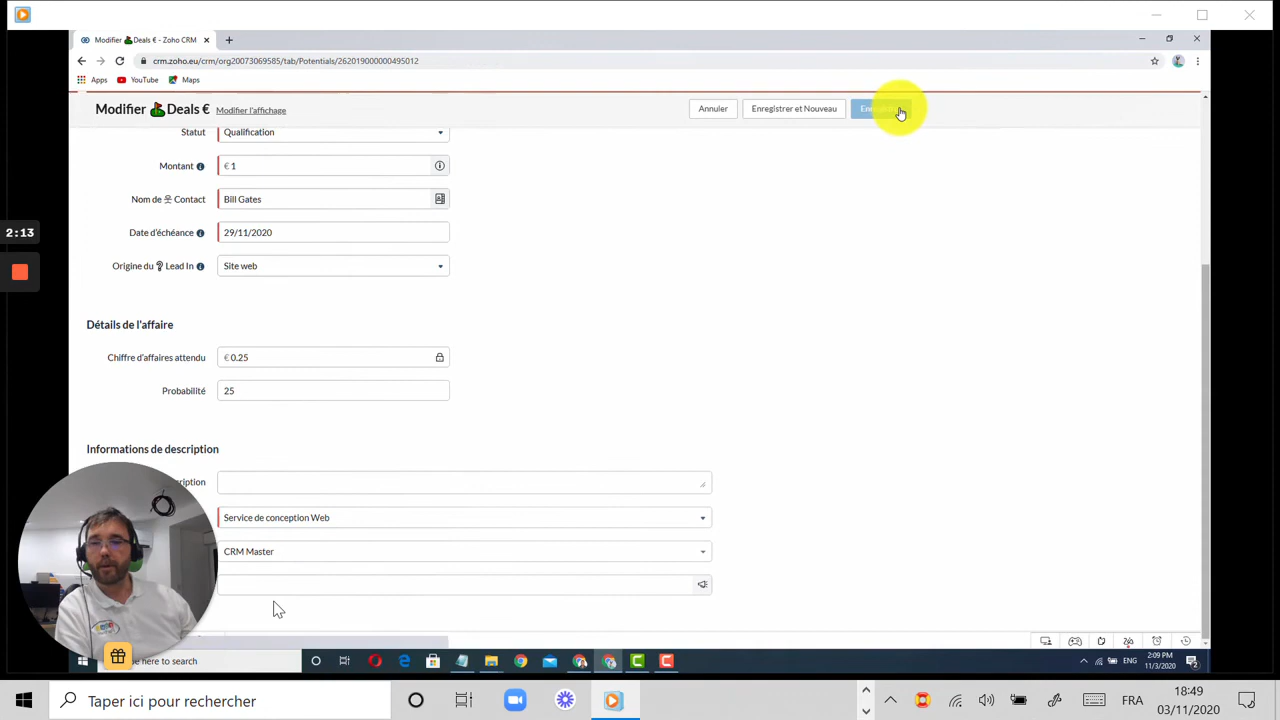 Modifier Deals € - Zoho CRM
crm.zoho.eu/crm/org20073069585/tab/Potentials/262019000000495012
Apps YouTube Maps
Modifier Deals € Modifier l'affichage Annuler Enregistrer et Nouveau
Statut Qualification
Montant € 1
Nom de Contact Bill Gates
Date d'échéance 29/11/2020
2:13
Origine du Lead In Site web
Détails de l'affaire
Chiffre d'affaires attendu € 0.25
Probabilité 25
Informations de description
cription
Service de conception Web
CRM Master
here to search ENG 2:09 PM
11/3/2020 2
Taper ici pour rechercher FRA 18:49
03/11/2020